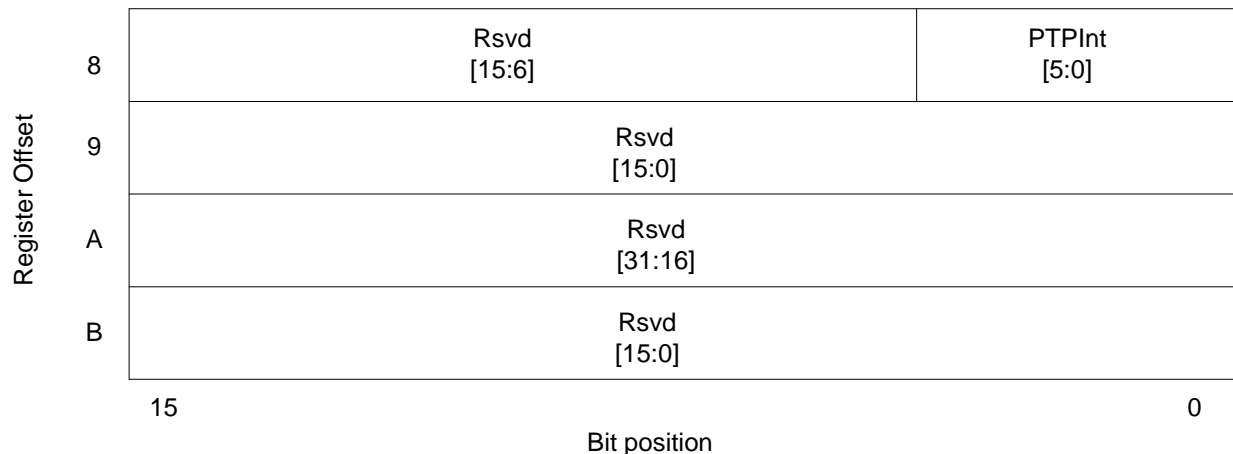 Rsvd
[15:6]
PTPInt
[5:0]
8
Rsvd
[15:0]
9
Rsvd
[31:16]
A
Rsvd
[15:0]
B
Register Offset
15
0
Bit position